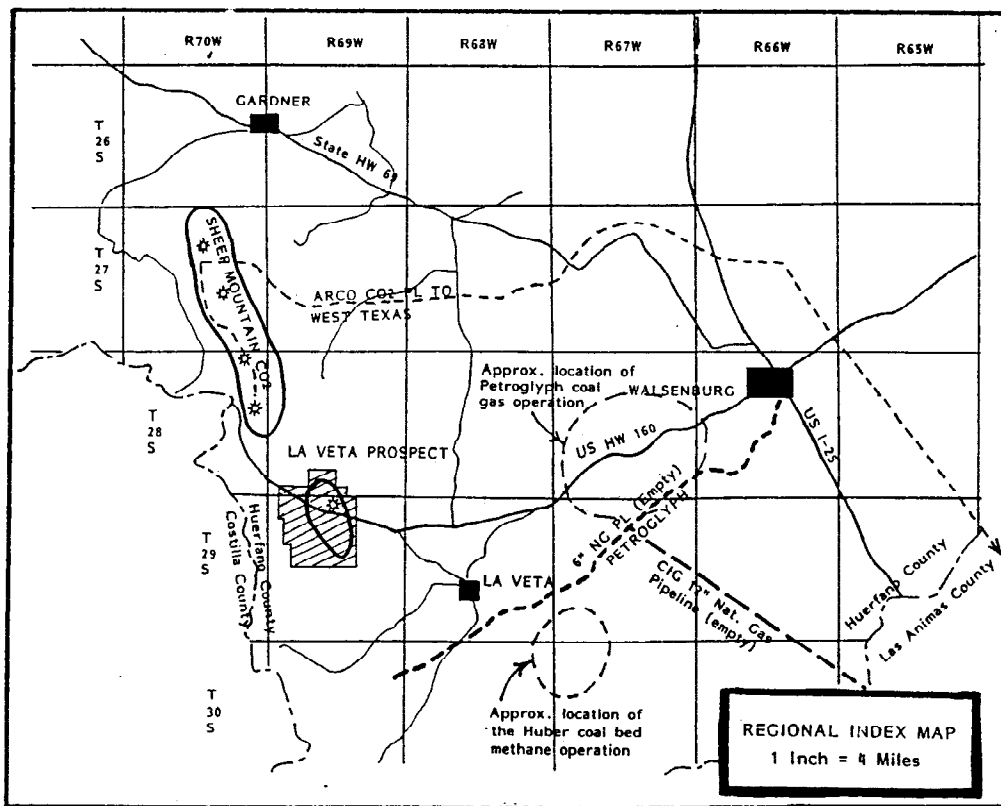 R70W R69W R68W R67W R66W R65W
GARDNER
T
26
S
State HW 69
T
27
S
SHEER MOUNTAIN CO2
ARCO CO2 PL TO
WEST TEXAS
Approx. location of
Petroglyph coal
gas operation
WALSENBURG
T
28
S
US HW 160
US I-25
LA VETA PROSPECT
6" NG PL (Empty)
PETROGLYPH
T
29
S
Huerfano County
Costilla County
LA VETA
CIG 12" Nat. Gas
Pipeline (empty)
Huerfano County
Las Animas County
T
30
S
Approx. location of
the Huber coal bed
methane operation
REGIONAL INDEX MAP
1 Inch = 4 Miles